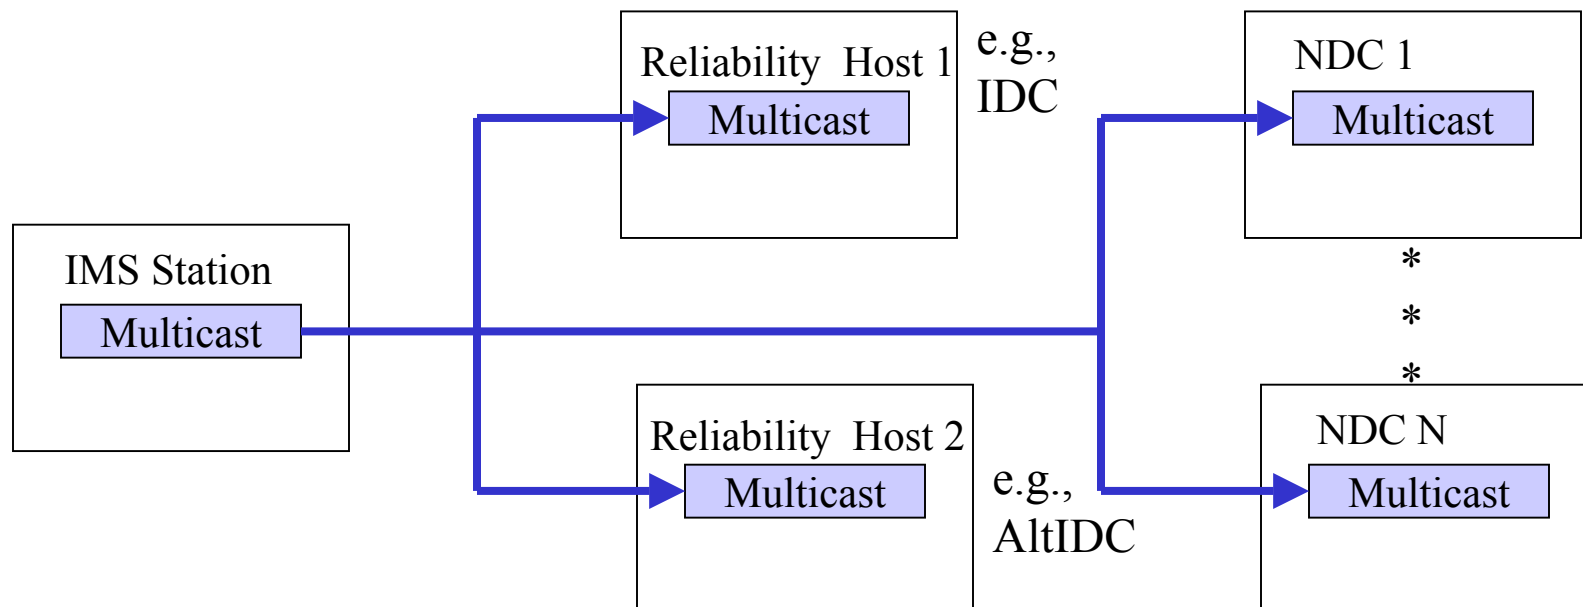 Reliability Host 1
Multicast
e.g.,
IDC
NDC 1
Multicast
IMS Station
Multicast
*
*
*
Reliability Host 2
Multicast
e.g.,
AltIDC
NDC N
Multicast